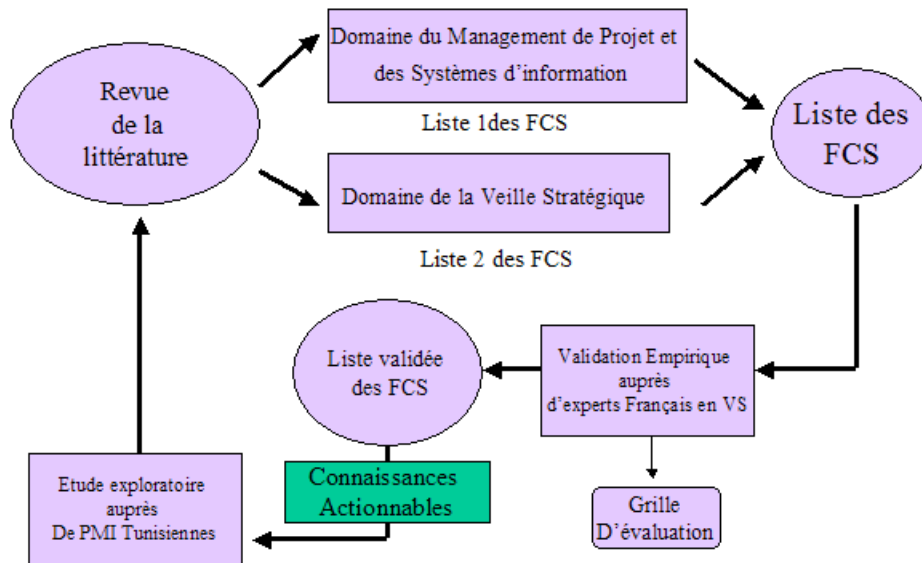 Revue
de la
littérature
Domaine du Management de Projet et
des Systèmes d'information
Liste 1des FCS
Domaine de la Veille Stratégique
Liste 2 des FCS
Liste des
FCS
Validation Empirique
auprès
d'experts Français en VS
Grille
D'évaluation
Liste validée
des FCS
Connaissances
Actionnables
Etude exploratoire
auprès
De PMI Tunisiennes